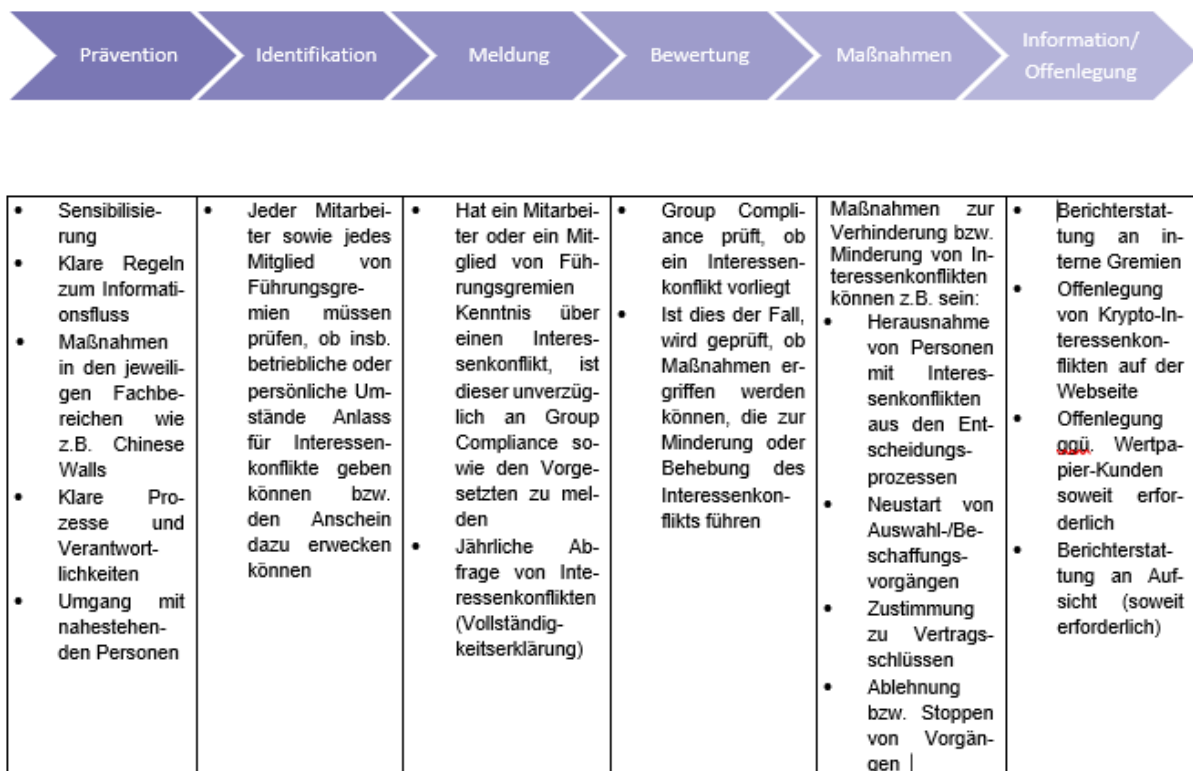 Prävention
Identifikation
Meldung
Bewertung
Maßnahmen
Information/
Offenlegung
• Sensibilisie-
rung
• Klare Regeln
zum Informati-
onsfluss
• Maßnahmen
in den jeweili-
gen Fachbe-
reichen wie
z.B. Chinese
Walls
• Klare Pro-
zesse und
Verantwort-
lichkeiten
• Umgang mit
nahestehen-
den Personen
• Jeder Mitarbei-
ter sowie jedes
Mitglied von
Führungsgre-
mien müssen
prüfen, ob insb.
betriebliche oder
persönliche Um-
stände Anlass
für Interessen-
konflikte geben
können bzw.
den Anschein
dazu erwecken
können
• Hat ein Mitarbei-
ter oder ein Mit-
glied von Füh-
rungsgremien
Kenntnis über
einen Interes-
senkonflikt, ist
dieser unverzüg-
lich an Group
Compliance so-
wie den Vorge-
setzten zu mel-
den
• Jährliche Ab-
frage von Inte-
ressenkonflikten
(Vollständig-
keitserklärung)
• Group Compli-
ance prüft, ob
ein Interessen-
konflikt vorliegt
• Ist dies der Fall,
wird geprüft, ob
Maßnahmen er-
griffen werden
können, die zur
Minderung oder
Behebung des
Interessenkon-
flikts führen
Maßnahmen zur
Verhinderung bzw.
Minderung von In-
teressenkonflikten
können z.B. sein:
• Herausnahme
von Personen
mit Interes-
senkonflikten
aus den Ent-
scheidungs-
prozessen
• Neustart von
Auswahl-/Be-
schaffungs-
vorgängen
• Zustimmung
zu Vertrags-
schlüssen
• Ablehnung
bzw. Stoppen
von Vorgän-
gen
• Berichterstat-
tung an in-
terne Gremien
• Offenlegung
von Krypto-In-
teressenkon-
flikten auf der
Webseite
• Offenlegung
ggü. Wertpa-
pier-Kunden
soweit erfor-
derlich
• Berichterstat-
tung an Auf-
sicht (soweit
erforderlich)